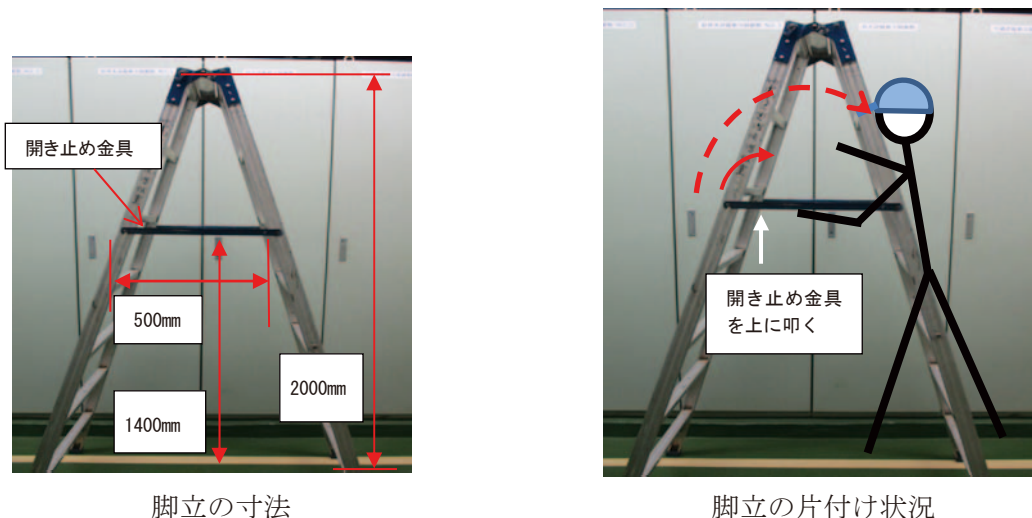 開き止め金具
500mm
2000mm
1400mm
脚立の寸法
開き止め金具
を上に叩く
脚立の片付け状況